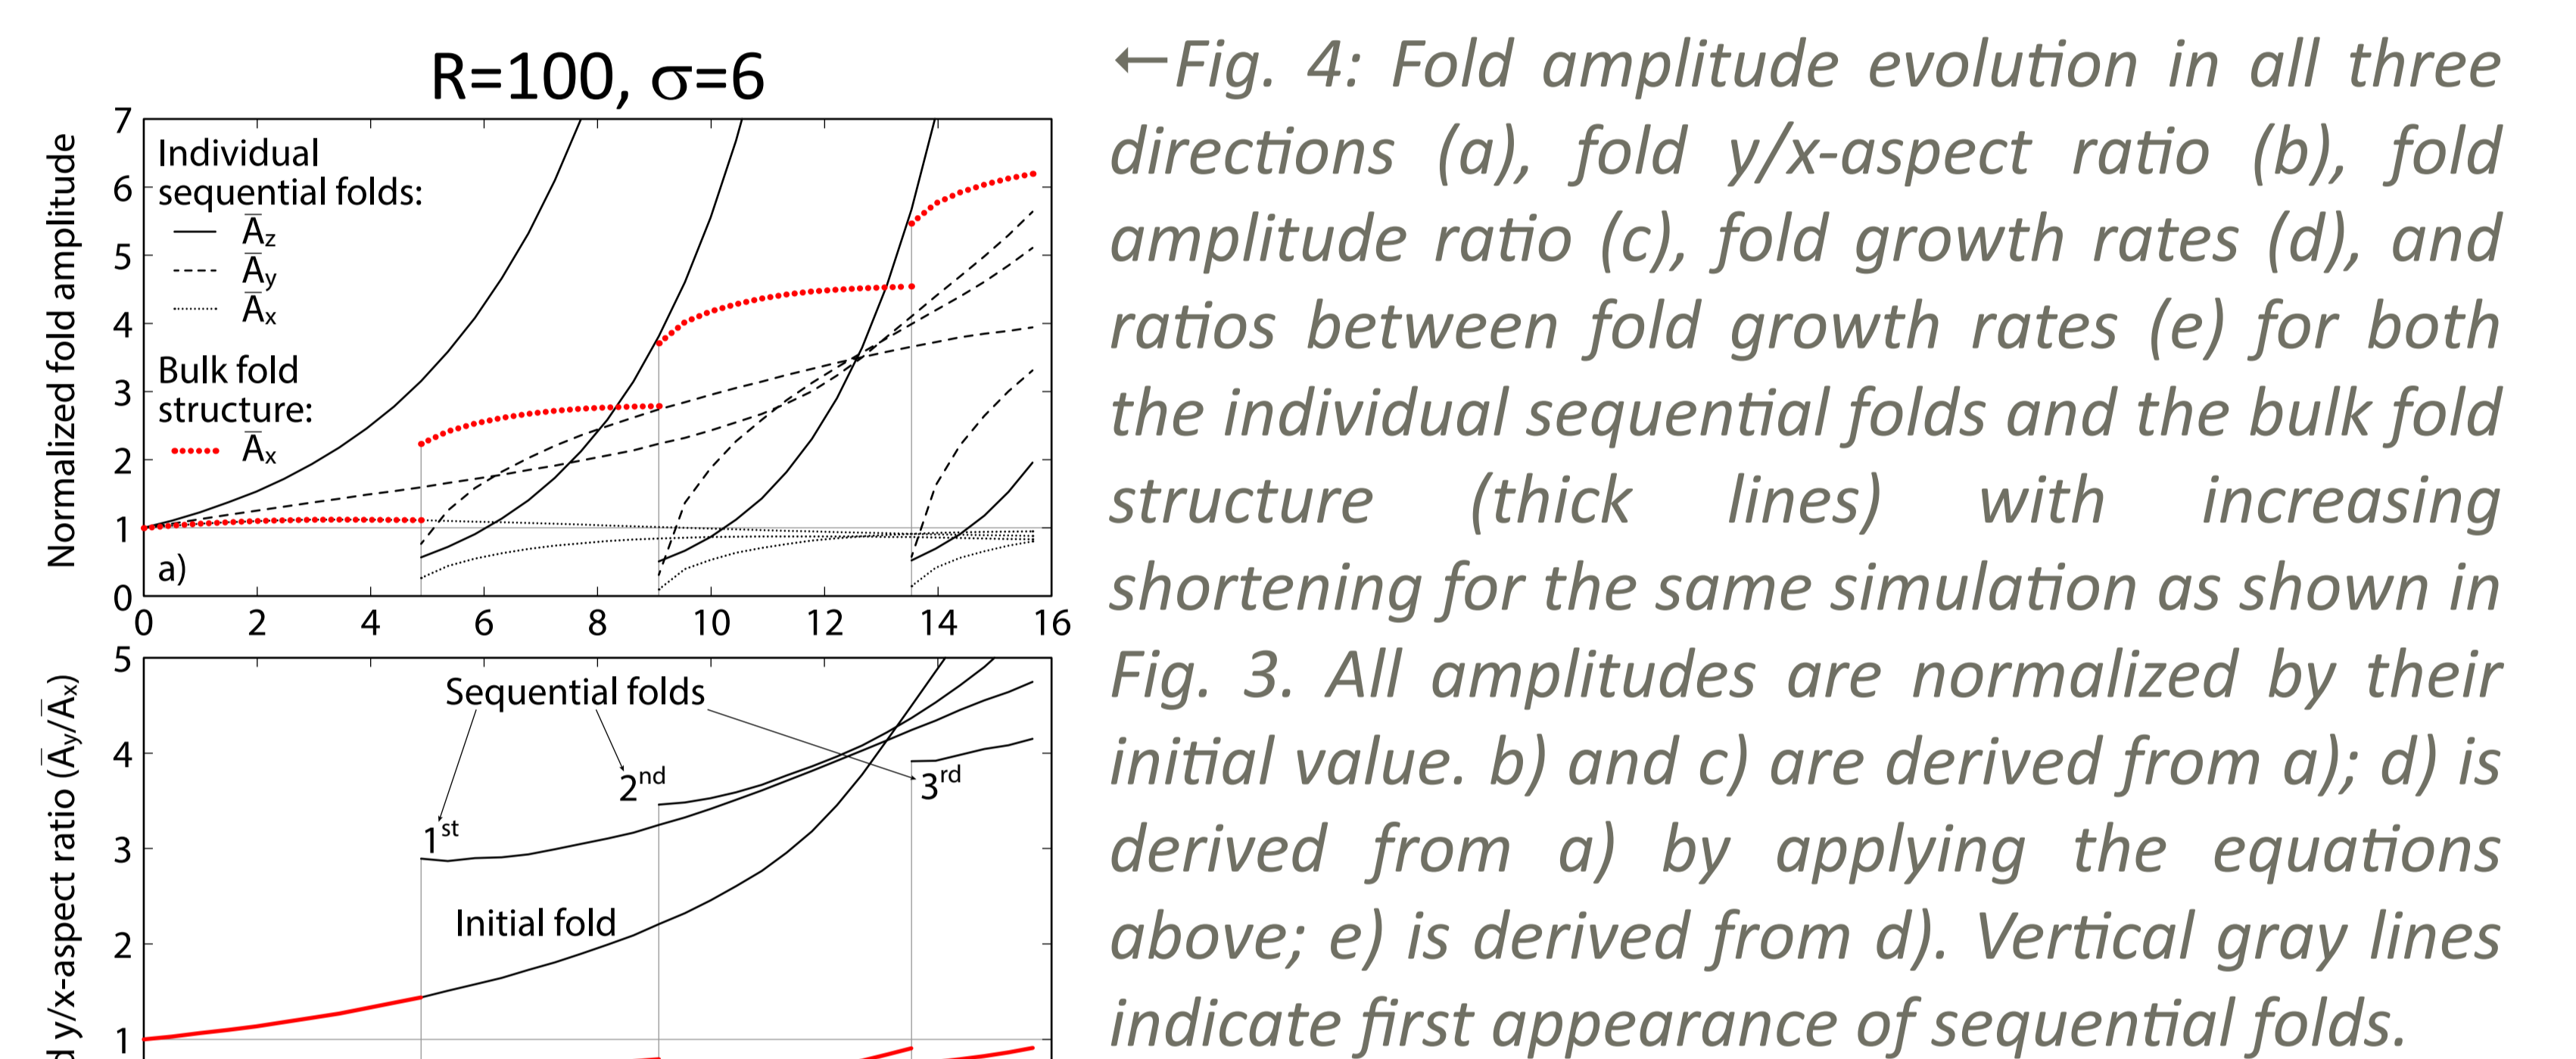 R=100, σ=6
Normalized fold amplitude
7
6
5
4
3
2
1
0
Individual
sequential folds:
A̅z
A̅y
A̅x
Bulk fold
structure:
A̅x
a)
0 2 4 6 8 10 12 14 16
d y/x-aspect ratio (A̅y/A̅x)
5
4
3
2
1
Sequential folds
1st
2nd
3rd
Initial fold
←Fig. 4: Fold amplitude evolution in all three
directions (a), fold y/x-aspect ratio (b), fold
amplitude ratio (c), fold growth rates (d), and
ratios between fold growth rates (e) for both
the individual sequential folds and the bulk fold
structure (thick lines) with increasing
shortening for the same simulation as shown in
Fig. 3. All amplitudes are normalized by their
initial value. b) and c) are derived from a); d) is
derived from a) by applying the equations
above; e) is derived from d). Vertical gray lines
indicate first appearance of sequential folds.